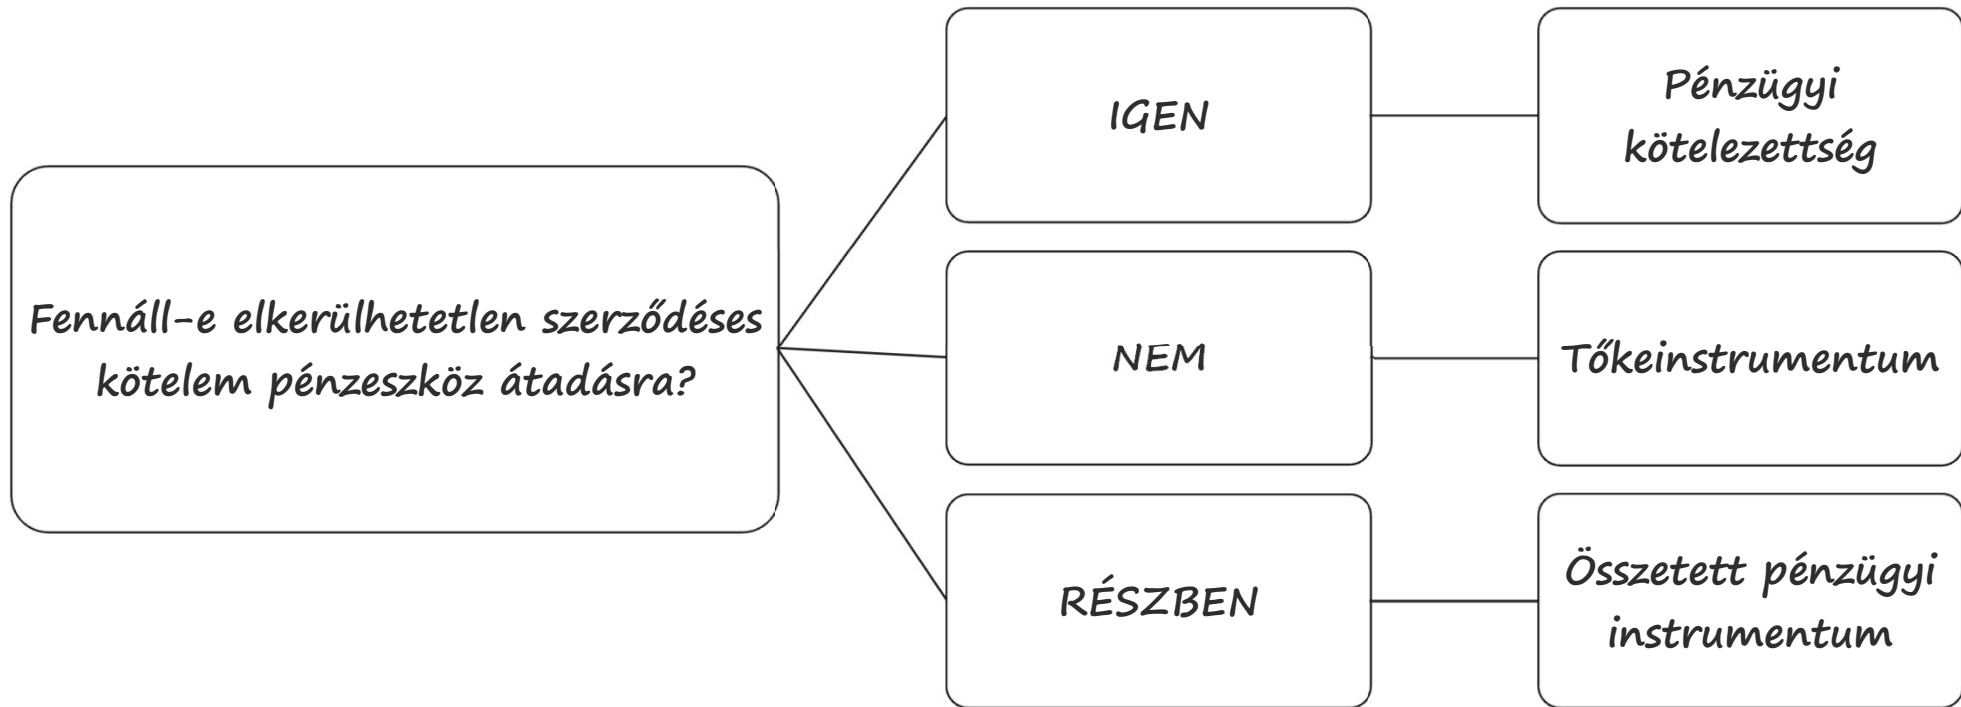 Fennáll-e elkerülhetetlen szerződéses
kötelem pénzeszköz átadásra?
IGEN
Pénzügyi
kötelezettség
NEM
Tőkeinstrumentum
RÉSZBEN
Összetett pénzügyi
instrumentum